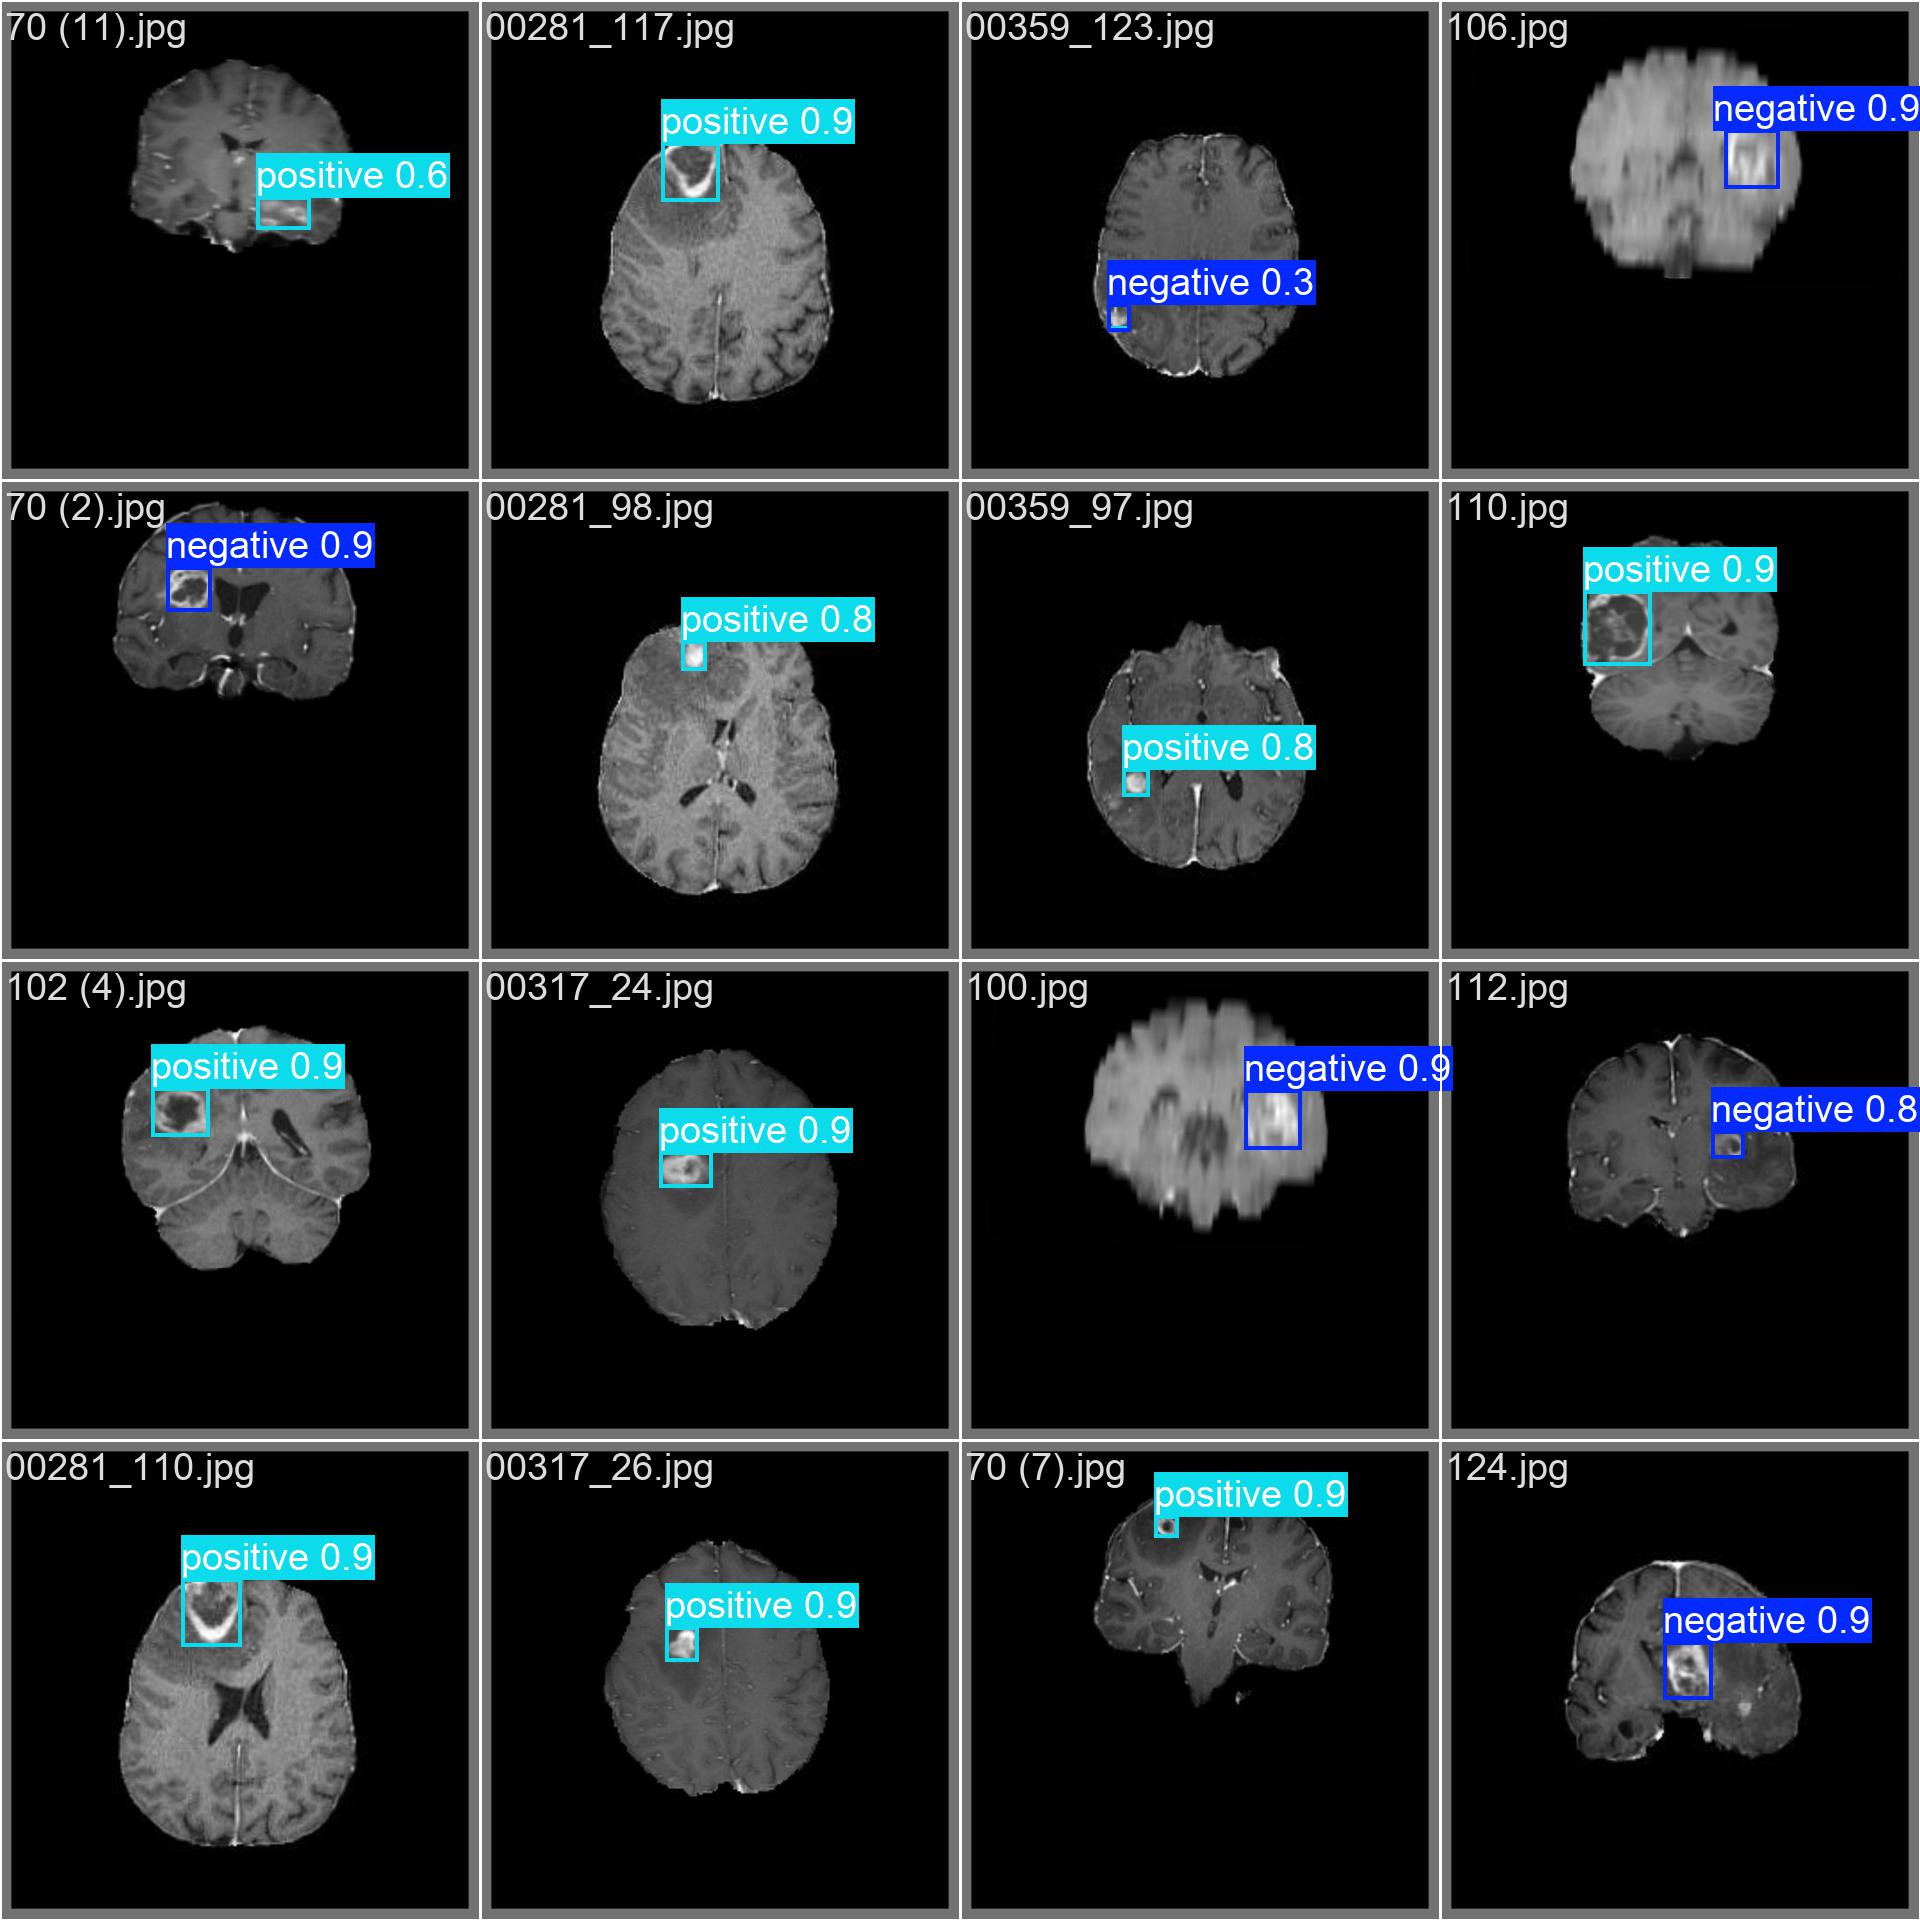 70 (11).jpg
positive 0.6
00281_117.jpg
positive 0.9
00359_123.jpg
negative 0.3
106.jpg
negative 0.9
70 (2).jpg
negative 0.9
00281_98.jpg
positive 0.8
00359_97.jpg
positive 0.8
110.jpg
positive 0.9
102 (4).jpg
positive 0.9
00317_24.jpg
positive 0.9
100.jpg
negative 0.9
112.jpg
negative 0.8
00281_110.jpg
positive 0.9
00317_26.jpg
positive 0.9
70 (7).jpg
positive 0.9
124.jpg
negative 0.9